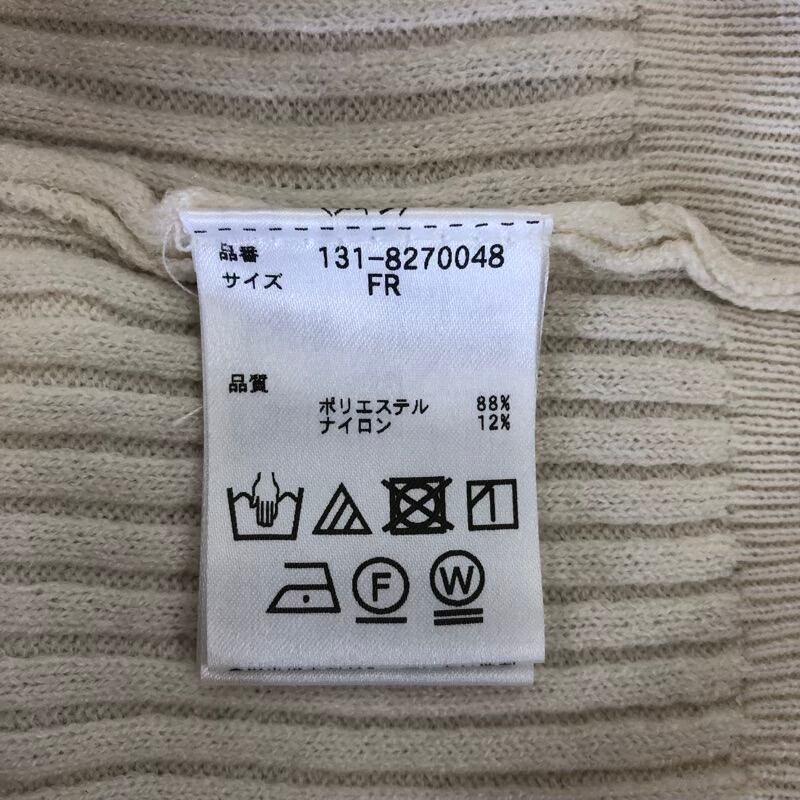 品番 131-8270048
サイズ FR
品質
ポリエステル 88%
ナイロン 12%
F W